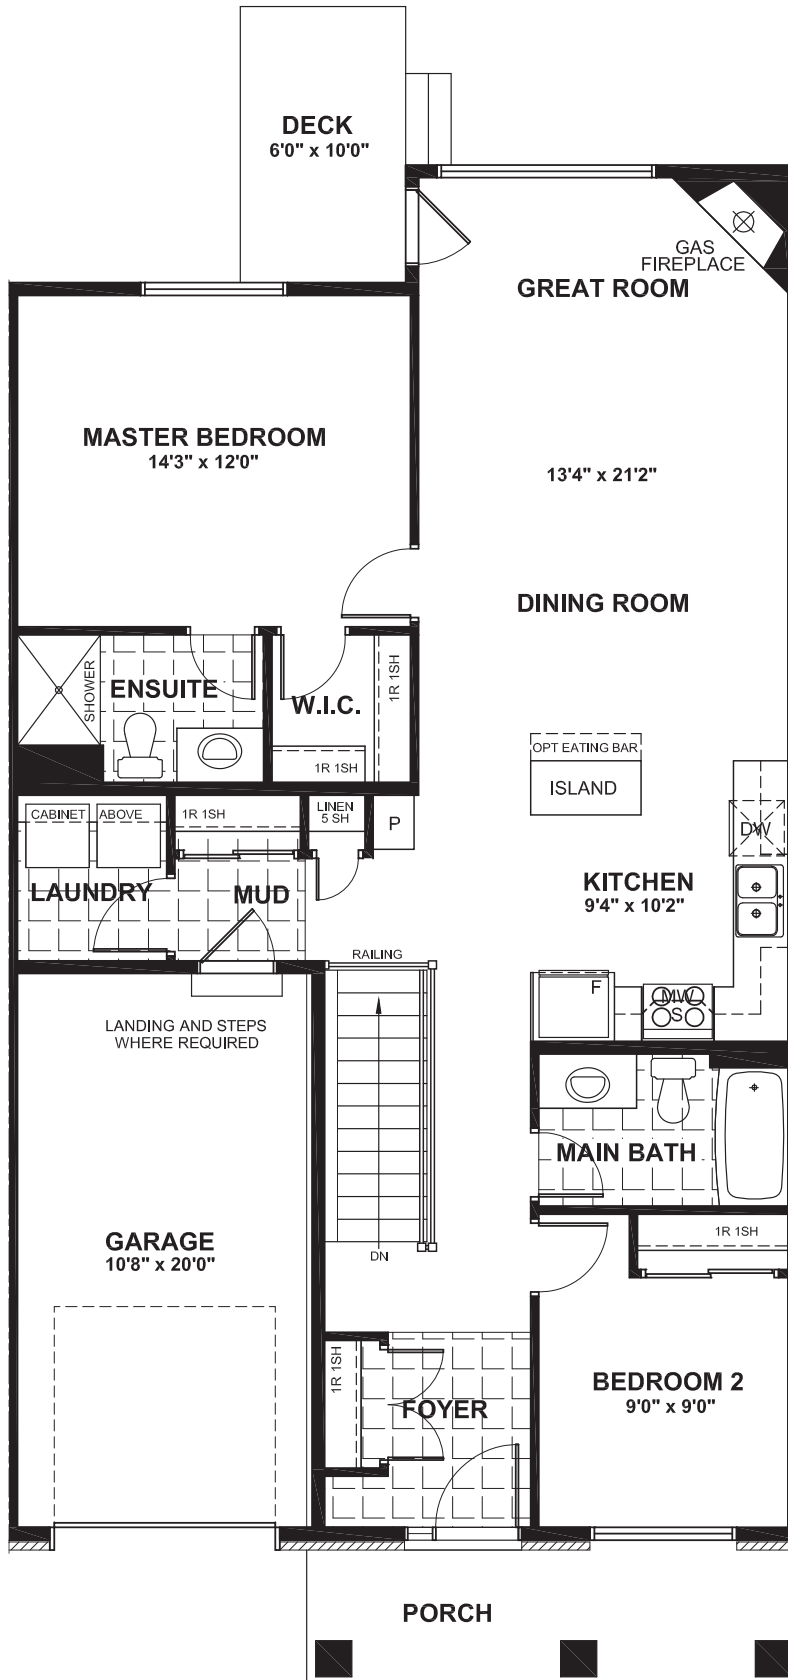 DECK
6'0" x 10'0"
GAS
FIREPLACE
GREAT ROOM
MASTER BEDROOM
14'3" x 12'0"
13'4" x 21'2"
DINING ROOM
SHOWER
ENSUITE
W.I.C.
1R 1SH
1R 1SH
OPT EATING BAR
ISLAND
CABINET
ABOVE
1R 1SH
LINEN
5 SH
P
DW
LAUNDRY
MUD
KITCHEN
9'4" x 10'2"
RAILING
F
MW
S
LANDING AND STEPS
WHERE REQUIRED
MAIN BATH
GARAGE
10'8" x 20'0"
DN
1R 1SH
1R 1SH
FOYER
BEDROOM 2
9'0" x 9'0"
PORCH